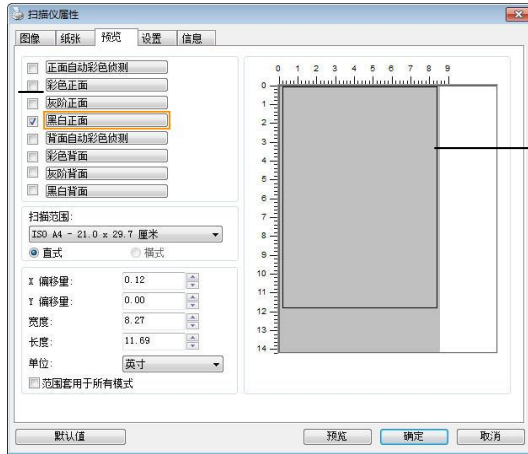 扫描仪属性
图像 纸张 预览 设置 信息
正面自动彩色侦测
彩色正面
灰阶正面
黑白正面
背面自动彩色侦测
彩色背面
灰阶背面
黑白背面
扫描范围:
ISO A4 - 21.0 x 29.7 厘米
直式 橫式
X 偏移量: 0.12
Y 偏移量: 0.00
宽度: 8.27
长度: 11.69
单位: 英寸
范围套用于所有模式
0 1 2 3 4 5 6 7 8 9
0
1
2
3
4
5
6
7
8
9
10
11
12
13
14
默认值 预览 确定 取消